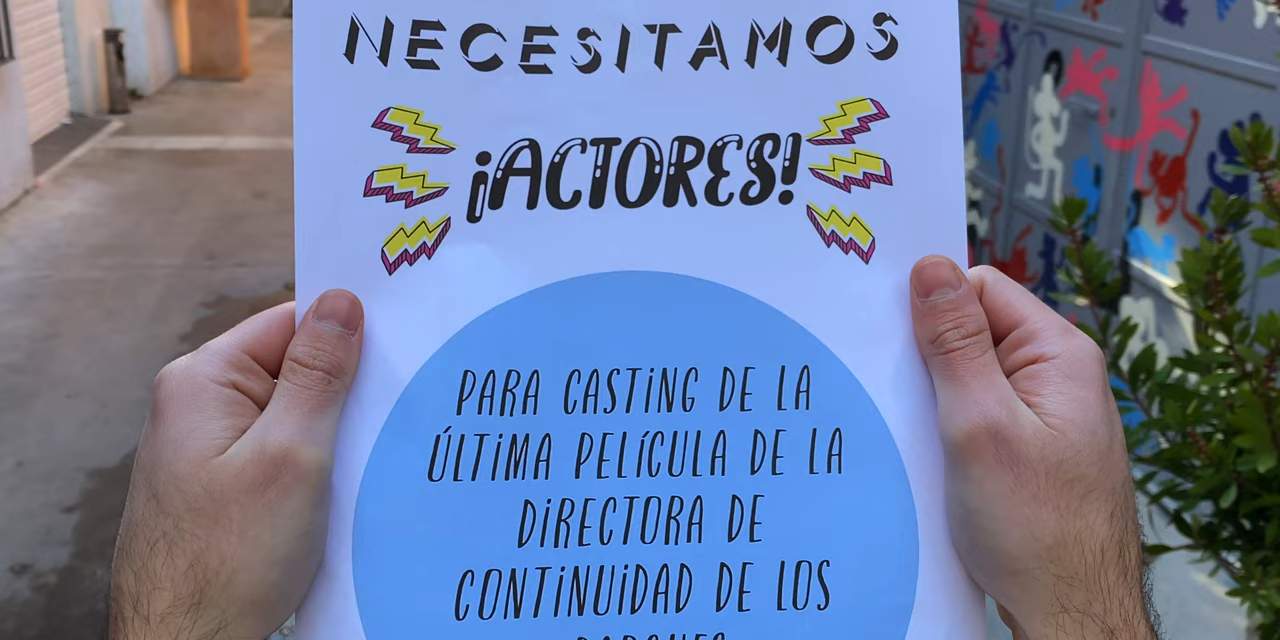 NECESITAMOS
¡ACTORES!
PARA CASTING DE LA
ÚLTIMA PELÍCULA DE LA
DIRECTORA DE
CONTINUIDAD DE LOS